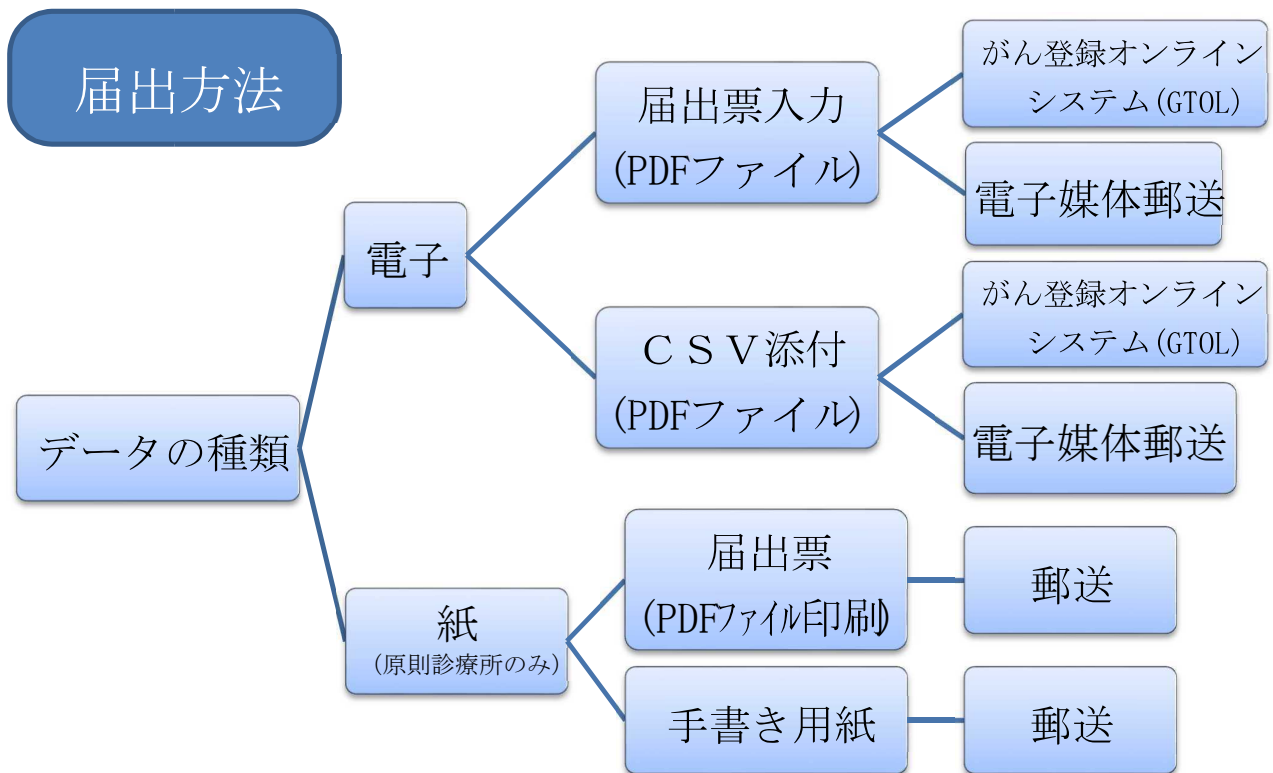 届出方法
データの種類
電子
届出票入力
(PDFファイル)
がん登録オンライン
システム(GTOL)
電子媒体郵送
ＣＳＶ添付
(PDFファイル)
がん登録オンライン
システム(GTOL)
電子媒体郵送
紙
(原則診療所のみ)
届出票
(PDFファイル印刷)
郵送
手書き用紙
郵送